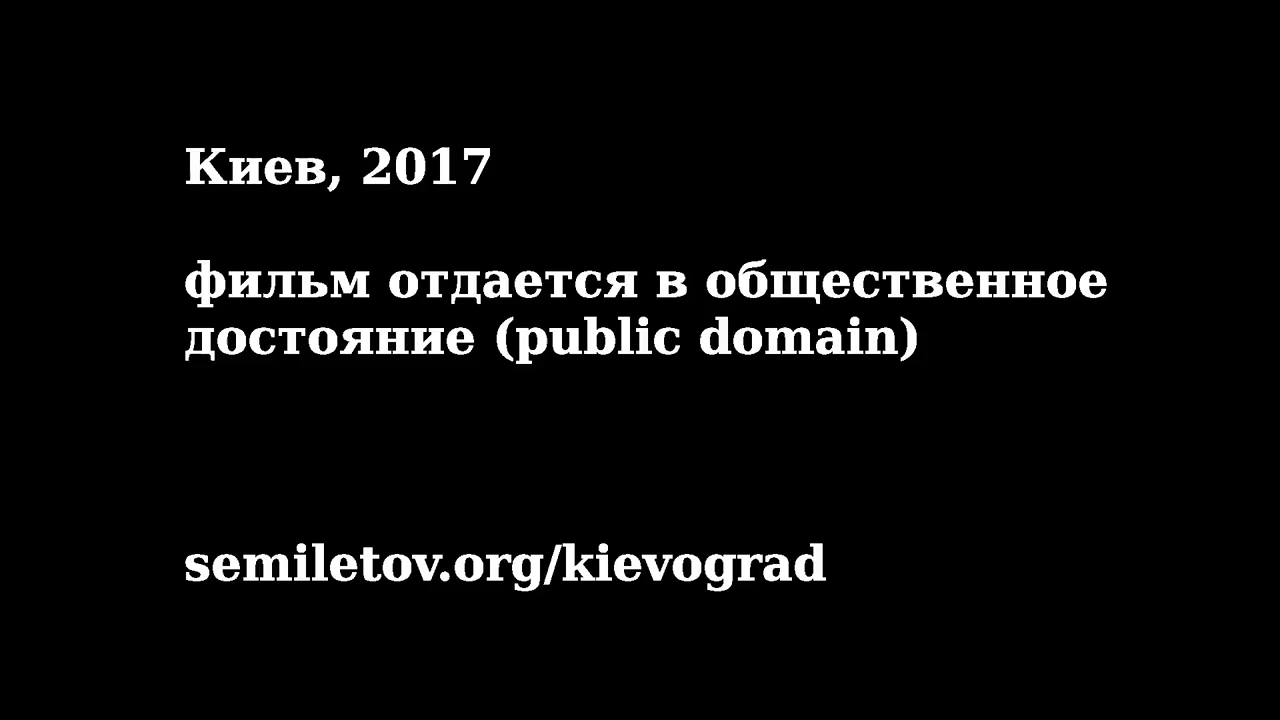 Киев, 2017
фильм отдается в общественное
достояние (public domain)
semiletov.org/kievograd